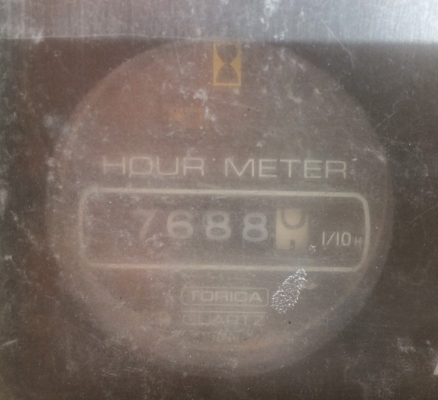 HOUR METER
7688
1/10H
TORICA
QUARTZ